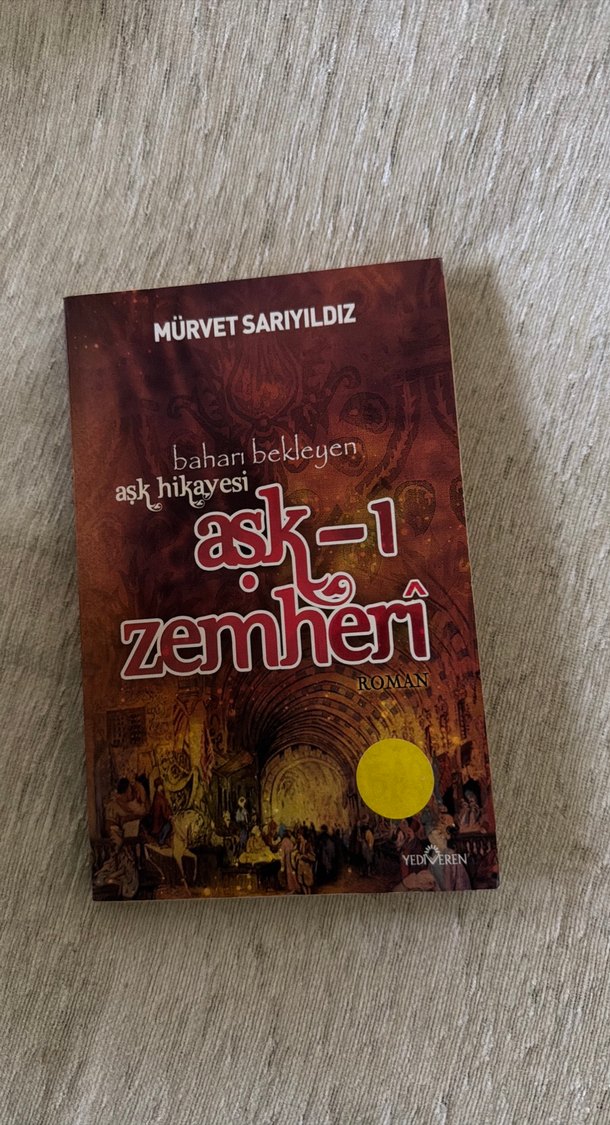 MÜRVET SARIYILDIZ
baharı bekleyen
aşk hikayesi
aşk-ı
zemherî
ROMAN
YEDİVEREN